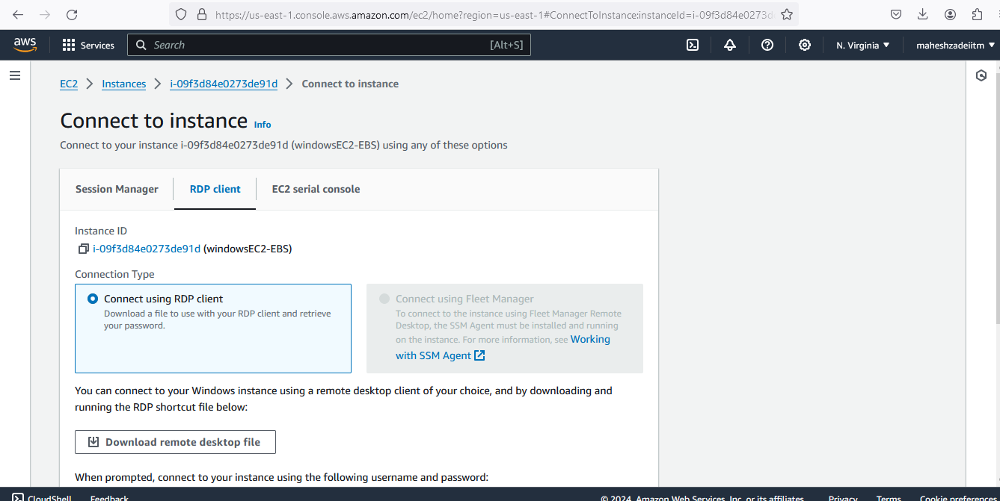 https://us-east-1.console.aws.amazon.com/ec2/home?region=us-east-1#ConnectToInstance:instanceId=i-09f3d84e0273d
aws
Services
Search
[Alt+S]
N. Virginia
maheshzadeiitm
EC2 > Instances > i-09f3d84e0273de91d > Connect to instance
Connect to instance Info
Connect to your instance i-09f3d84e0273de91d (windowsEC2-EBS) using any of these options
Session Manager
RDP client
EC2 serial console
Instance ID
i-09f3d84e0273de91d (windowsEC2-EBS)
Connection Type
Connect using RDP client
Download a file to use with your RDP client and retrieve
your password.
Connect using Fleet Manager
To connect to the instance using Fleet Manager Remote
Desktop, the SSM Agent must be installed and running
on the instance. For more information, see Working
with SSM Agent
You can connect to your Windows instance using a remote desktop client of your choice, and by downloading and
running the RDP shortcut file below:
Download remote desktop file
When prompted, connect to your instance using the following username and password:
CloudShell
Feedback
© 2024, Amazon Web Services, Inc. or its affiliates.
Privacy
Terms
Cookie preferences